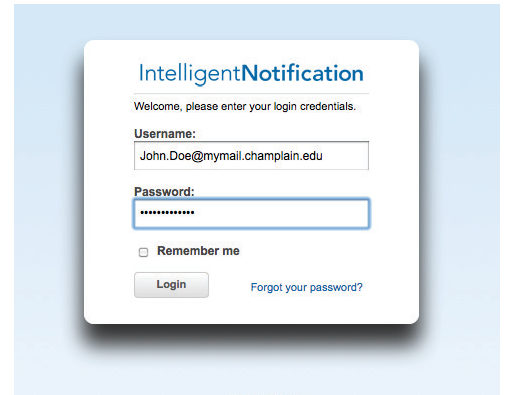 IntelligentNotification
Welcome, please enter your login credentials.
Username:
John.Doe@mymail.champlain.edu
Password:
•••••••••••••
Remember me
Login
Forgot your password?